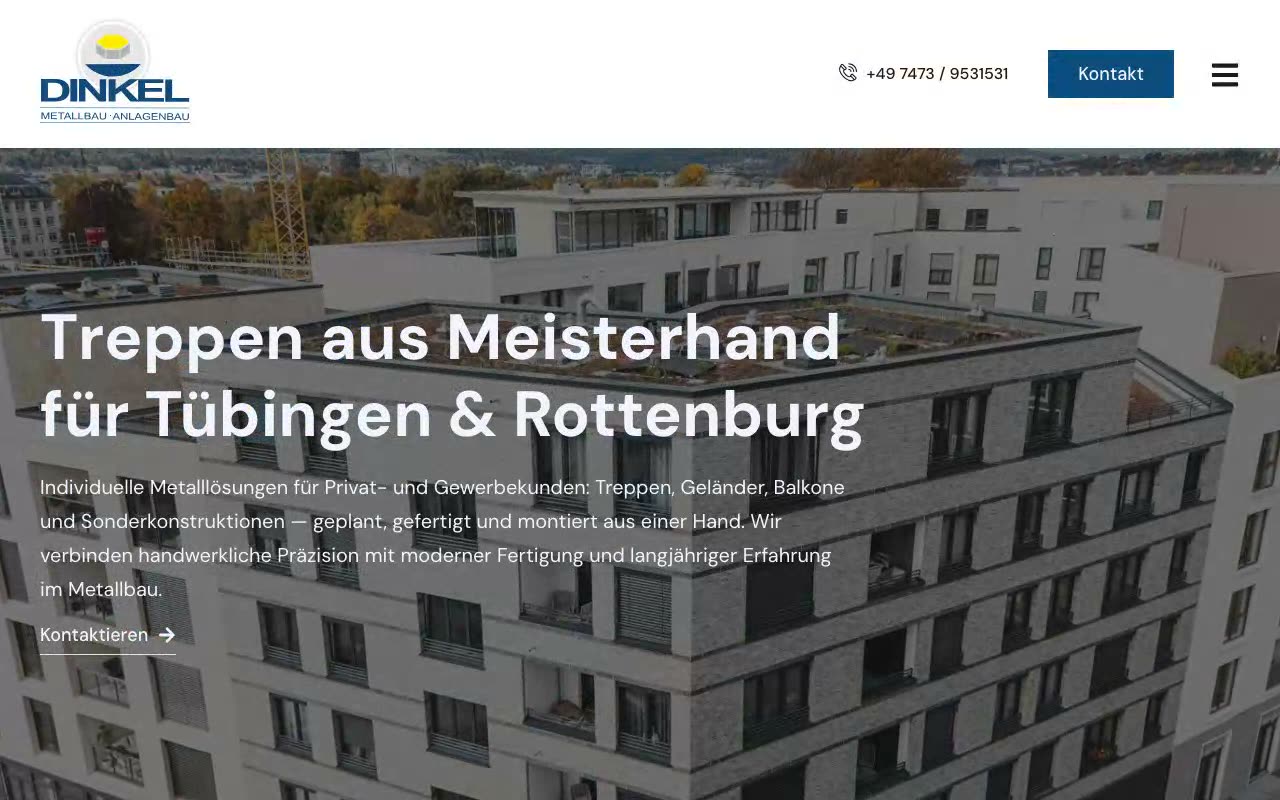 DINKEL
METALLBAU · ANLAGENBAU
+49 7473 / 9531531
Kontakt
Treppen aus Meisterhand
für Tübingen & Rottenburg
Individuelle Metalllösungen für Privat- und Gewerbekunden: Treppen, Geländer, Balkone
und Sonderkonstruktionen — geplant, gefertigt und montiert aus einer Hand. Wir
verbinden handwerkliche Präzision mit moderner Fertigung und langjähriger Erfahrung
im Metallbau.
Kontaktieren